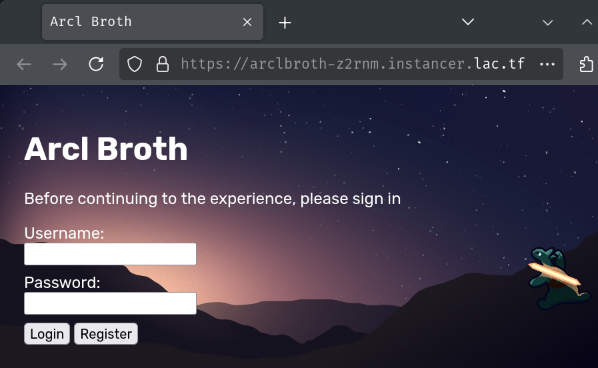 Arcl Broth
https://arclbroth-z2rnm.instancer.lac.tf
Arcl Broth
Before continuing to the experience, please sign in
Username:
Password:
Login Register